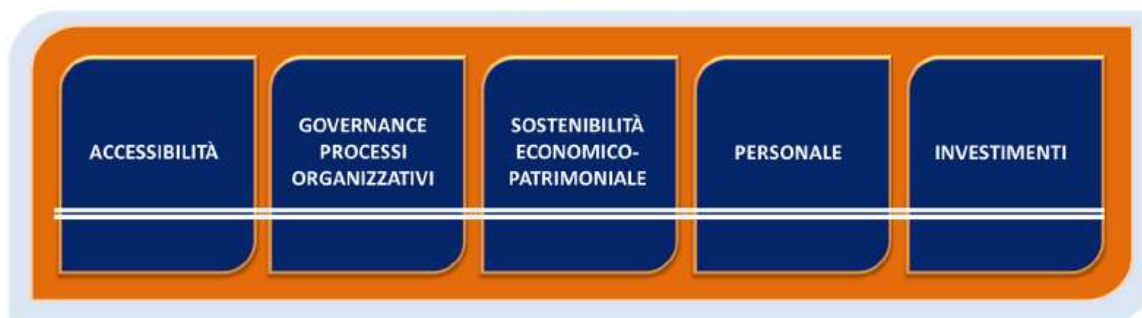 ACCESSIBILITÀ
GOVERNANCE
PROCESSI
ORGANIZZATIVI
SOSTENIBILITÀ
ECONOMICO-
PATRIMONIALE
PERSONALE
INVESTIMENTI